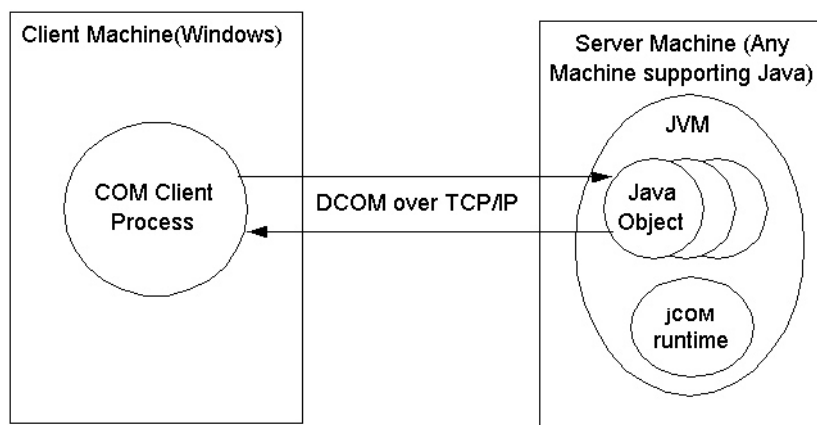 Client Machine(Windows)
COM Client
Process
DCOM over TCP/IP
Server Machine (Any
Machine supporting Java)
JVM
Java
Object
jCOM
runtime